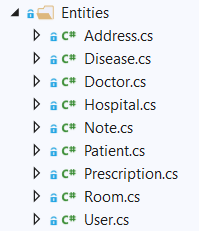 Entities
C# Address.cs
C# Disease.cs
C# Doctor.cs
C# Hospital.cs
C# Note.cs
C# Patient.cs
C# Prescription.cs
C# Room.cs
C# User.cs